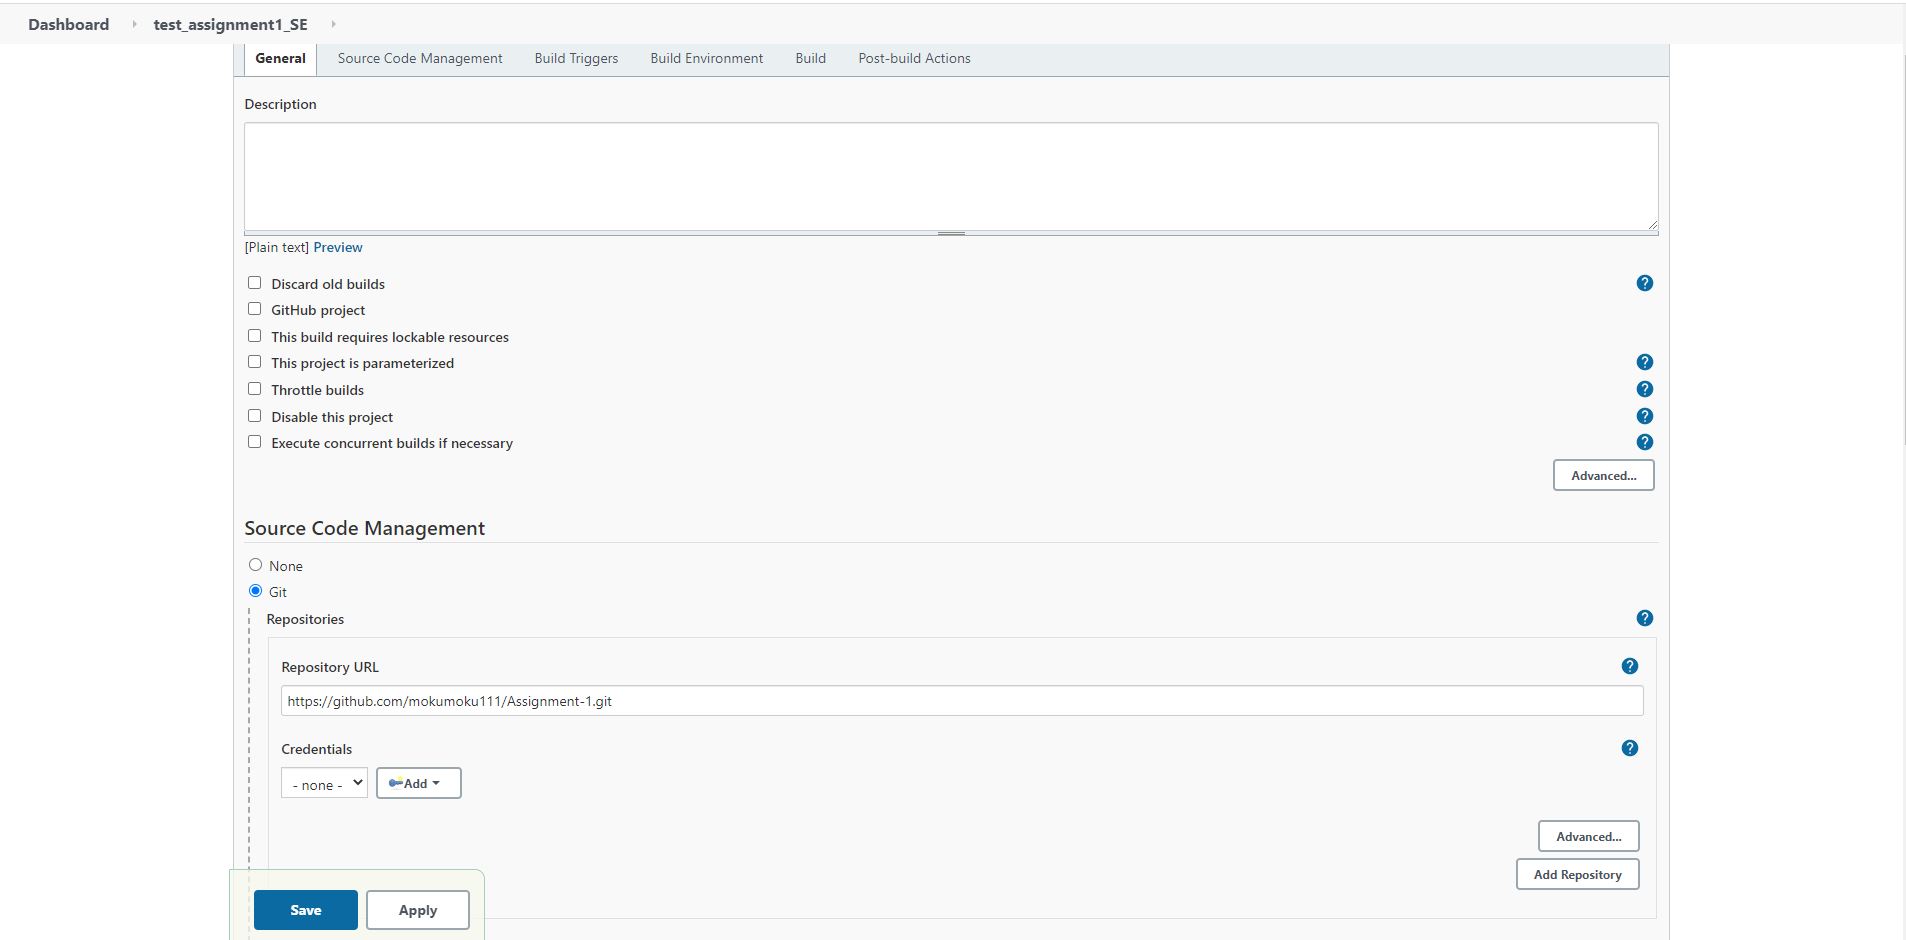 Dashboard test_assignment1_SE
General Source Code Management Build Triggers Build Environment Build Post-build Actions
Description
[Plain text] Preview
Discard old builds ?
GitHub project
This build requires lockable resources
This project is parameterized ?
Throttle builds ?
Disable this project ?
Execute concurrent builds if necessary ?
Advanced...
Source Code Management
None
Git
Repositories ?
Repository URL ?
https://github.com/mokumoku111/Assignment-1.git
Credentials ?
- none - Add
Advanced...
Add Repository
Save Apply